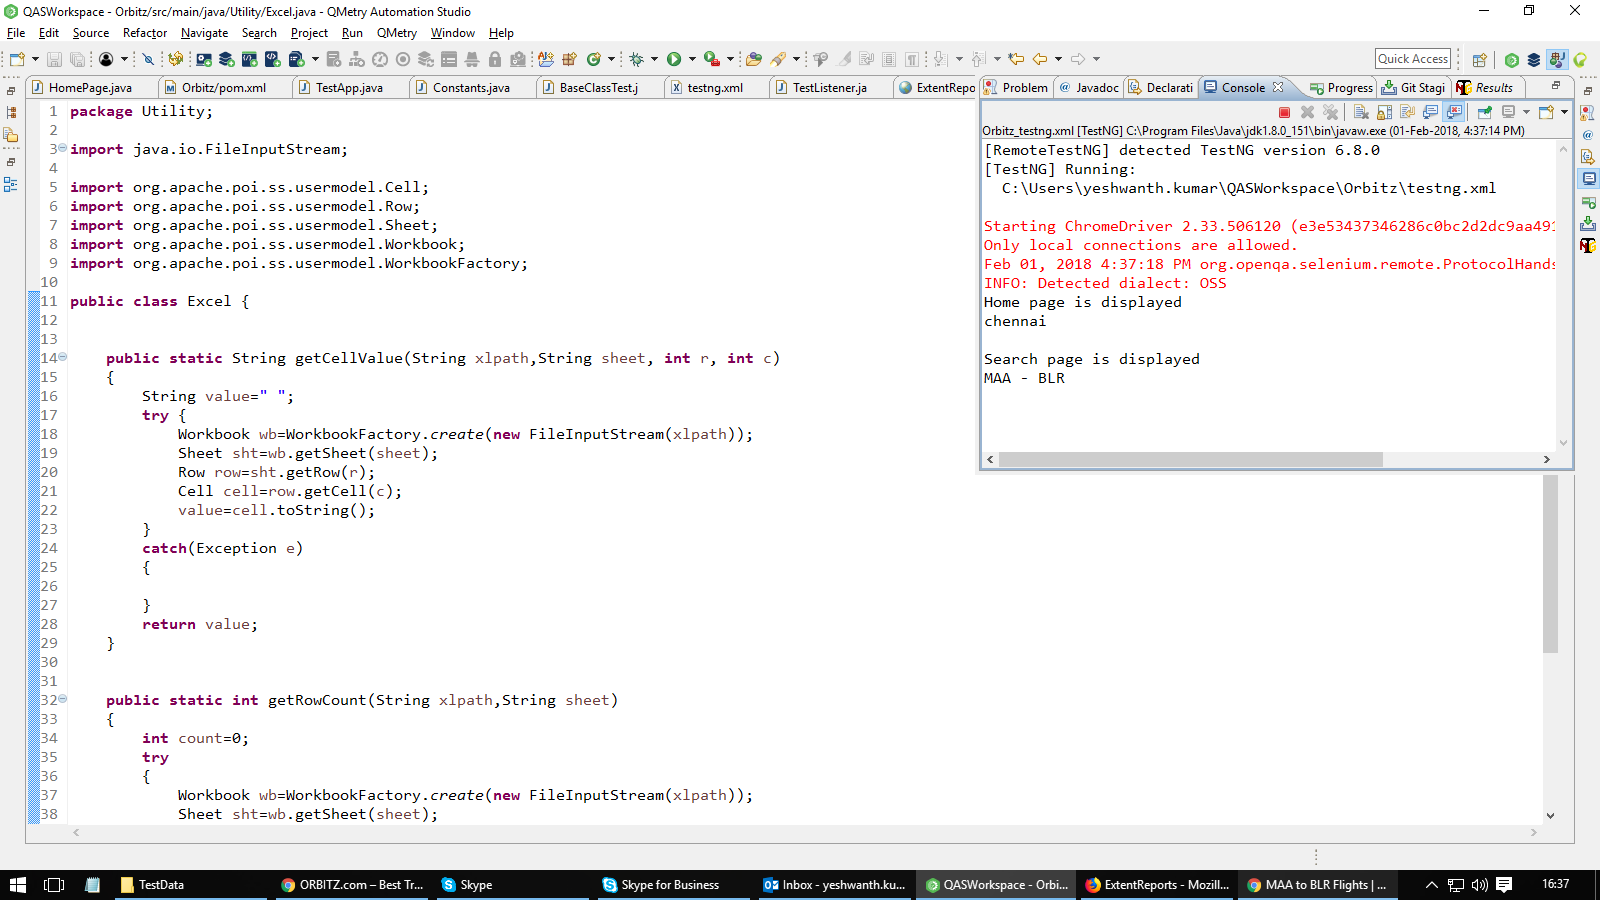 QASWorkspace - Orbitz/src/main/java/Utility/Excel.java - QMetry Automation Studio
File Edit Source Refactor Navigate Search Project Run QMetry Window Help
Quick Access
HomePage.java Orbitz/pom.xml TestApp.java Constants.java BaseClassTest.j testng.xml TestListener.ja ExtentRepo
Problem Javadoc Declarati Console Progress Git Stagi Results
Orbitz_testng.xml [TestNG] C:\Program Files\Java\jdk1.8.0_151\bin\javaw.exe (01-Feb-2018, 4:37:14 PM)
[RemoteTestNG] detected TestNG version 6.8.0
[TestNG] Running:
C:\Users\yeshwanth.kumar\QASWorkspace\Orbitz\testng.xml
Starting ChromeDriver 2.33.506120 (e3e53437346286c0bc2d2dc9aa491
Only local connections are allowed.
Feb 01, 2018 4:37:18 PM org.openqa.selenium.remote.ProtocolHands
INFO: Detected dialect: OSS
Home page is displayed
chennai
Search page is displayed
MAA - BLR
1 package Utility;
2
3 import java.io.FileInputStream;
4
5 import org.apache.poi.ss.usermodel.Cell;
6 import org.apache.poi.ss.usermodel.Row;
7 import org.apache.poi.ss.usermodel.Sheet;
8 import org.apache.poi.ss.usermodel.Workbook;
9 import org.apache.poi.ss.usermodel.WorkbookFactory;
10
11 public class Excel {
12
13
14 public static String getCellValue(String xlpath,String sheet, int r, int c)
15 {
16 String value=" ";
17 try {
18 Workbook wb=WorkbookFactory.create(new FileInputStream(xlpath));
19 Sheet sht=wb.getSheet(sheet);
20 Row row=sht.getRow(r);
21 Cell cell=row.getCell(c);
22 value=cell.toString();
23 }
24 catch(Exception e)
25 {
26
27 }
28 return value;
29 }
30
31
32 public static int getRowCount(String xlpath,String sheet)
33 {
34 int count=0;
35 try
36 {
37 Workbook wb=WorkbookFactory.create(new FileInputStream(xlpath));
38 Sheet sht=wb.getSheet(sheet);
TestData ORBITZ.com – Best Tr... Skype Skype for Business Inbox - yeshwanth.ku... QASWorkspace - Orbi... ExtentReports - Mozill... MAA to BLR Flights | ... 16:37